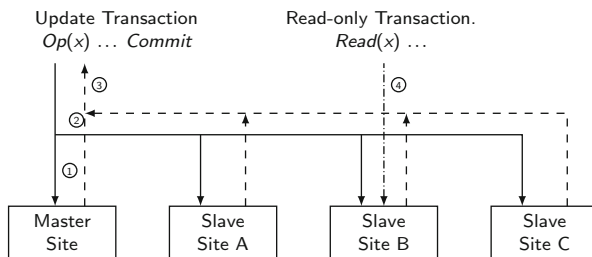 Update Transaction
Op(x) ... Commit
Read-only Transaction.
Read(x) ...
③
④
②
①
Master
Site
Slave
Site A
Slave
Site B
Slave
Site C